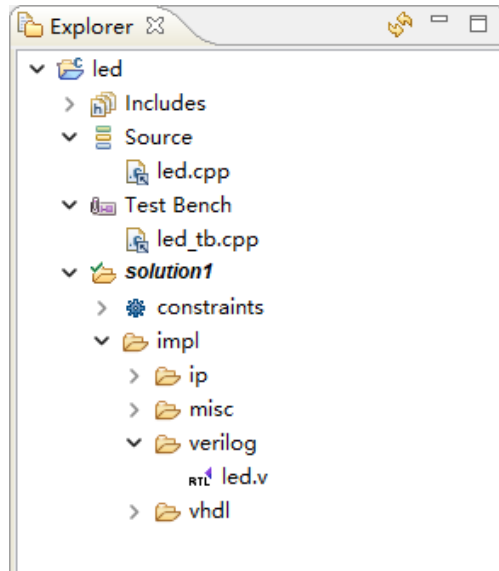 Explorer
led
Includes
Source
led.cpp
Test Bench
led_tb.cpp
solution1
constraints
impl
ip
misc
verilog
RTL led.v
vhdl